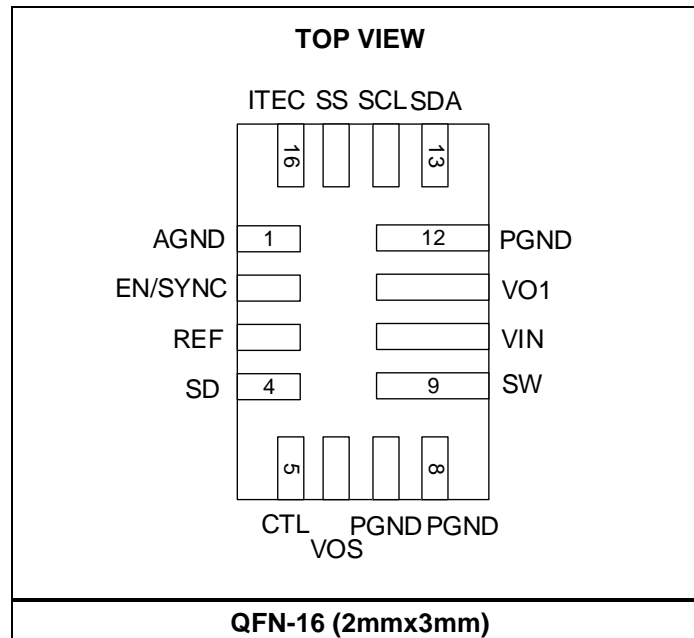 TOP VIEW
ITEC SS SCL SDA
16 13
AGND 1 12 PGND
EN/SYNC VO1
REF VIN
SD 4 9 SW
5 8
CTL PGND PGND
VOS
QFN-16 (2mmx3mm)